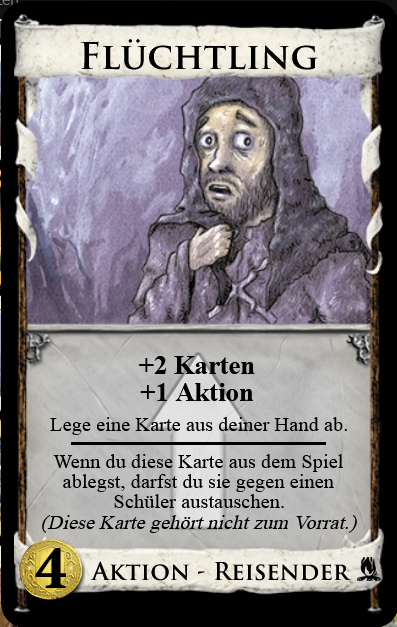 FLÜCHTLING
+2 Karten
+1 Aktion
Lege eine Karte aus deiner Hand ab.
Wenn du diese Karte aus dem Spiel
ablegst, darfst du sie gegen einen
Schüler austauschen.
(Diese Karte gehört nicht zum Vorrat.)
4 AKTION - REISENDER